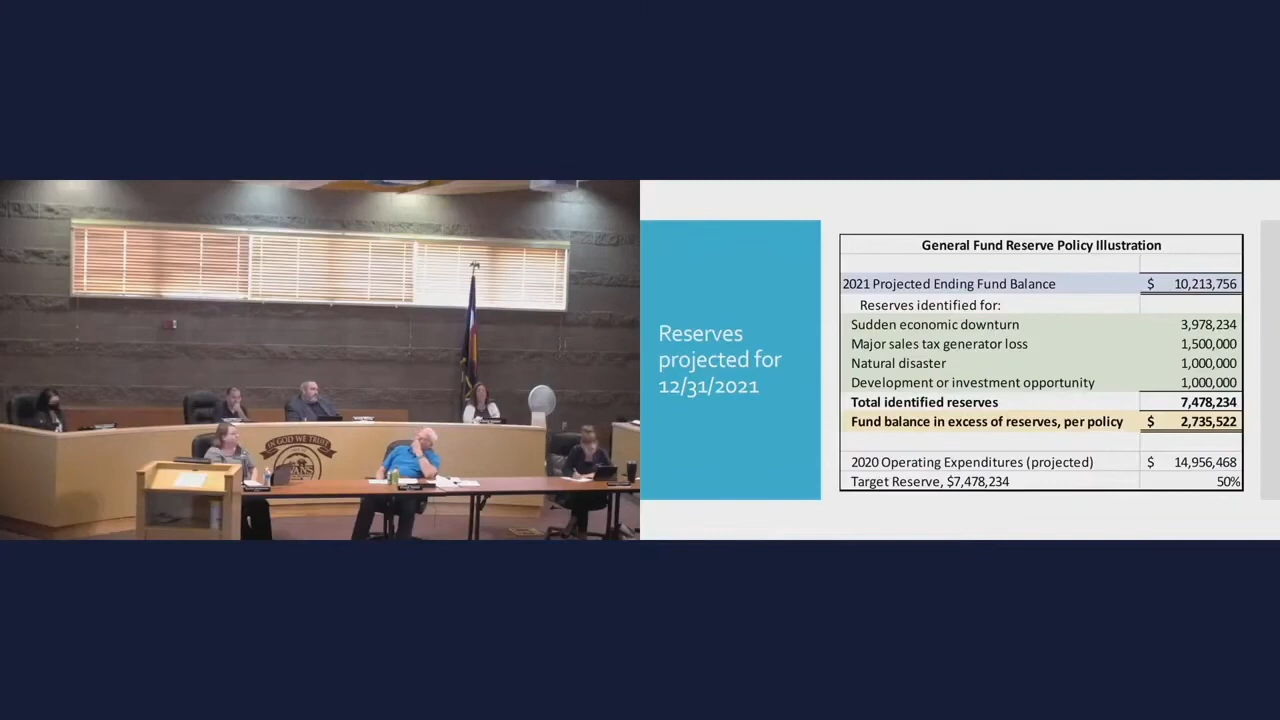 IN GOD WE TRUST
EVANS
Reserves
projected for
12/31/2021
General Fund Reserve Policy Illustration
2021 Projected Ending Fund Balance $ 10,213,756
Reserves identified for:
Sudden economic downturn 3,978,234
Major sales tax generator loss 1,500,000
Natural disaster 1,000,000
Development or investment opportunity 1,000,000
Total identified reserves 7,478,234
Fund balance in excess of reserves, per policy $ 2,735,522
2020 Operating Expenditures (projected) $ 14,956,468
Target Reserve, $7,478,234 50%